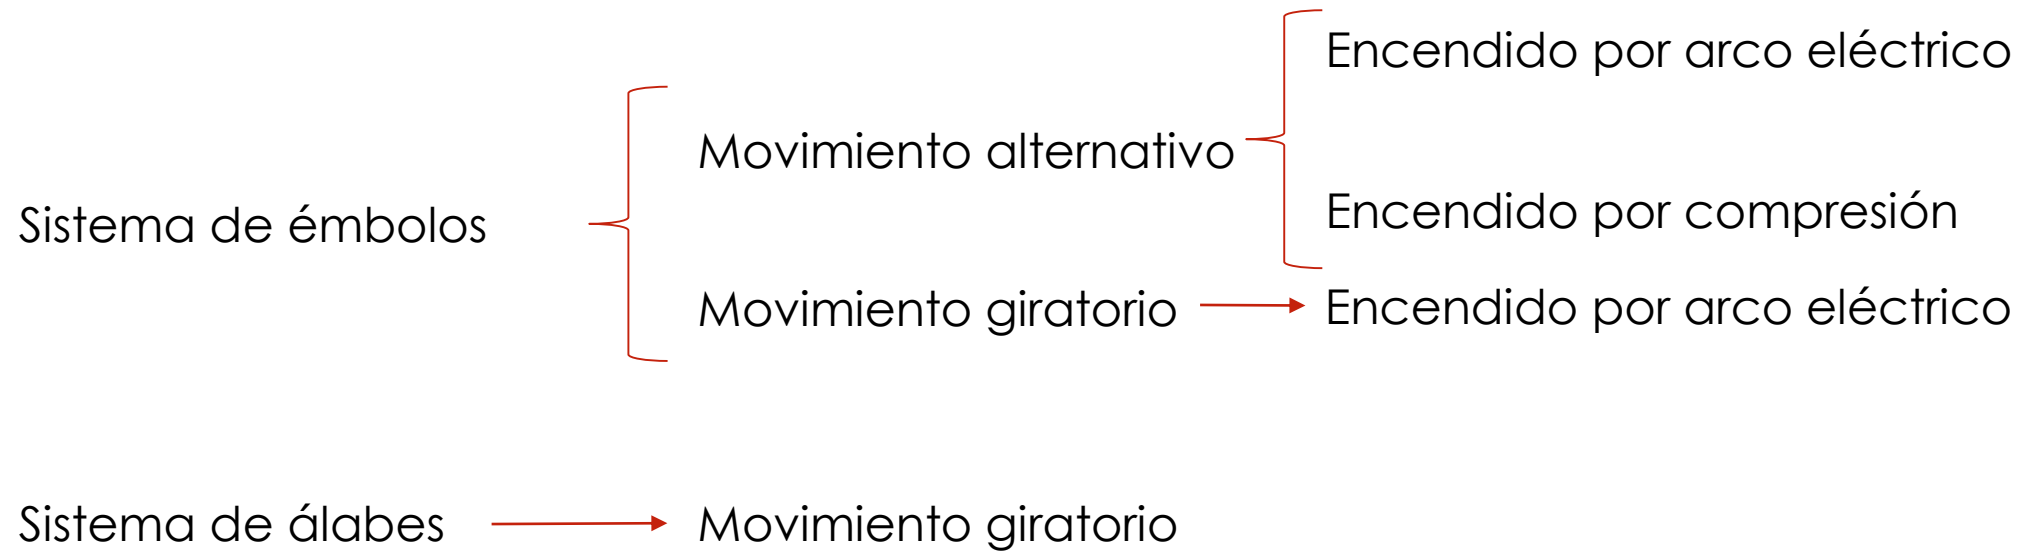 Encendido por arco eléctrico
Movimiento alternativo
Encendido por compresión
Sistema de émbolos
Movimiento giratorio
Encendido por arco eléctrico
Sistema de álabes
Movimiento giratorio